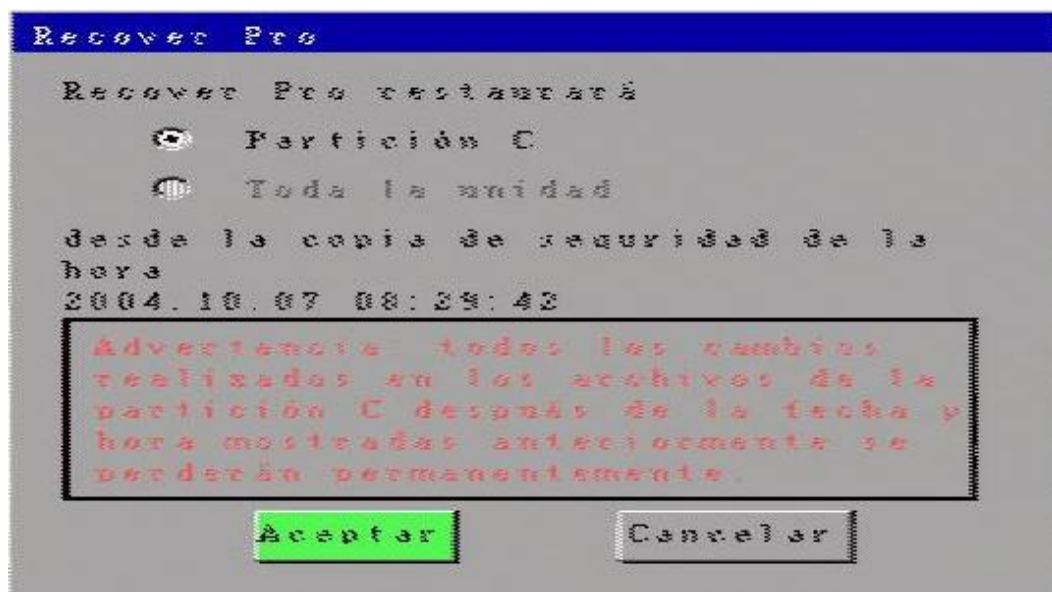 Recover Pro
Recover Pro restaurará
Partición C
Toda la unidad
desde la copia de seguridad de la
hora
2004.10.07 08:29:42
Advertencia: todos los cambios
realizados en los archivos de la
partición C después de la fecha y
hora mostradas anteriormente se
perderán permanentemente.
Aceptar
Cancelar